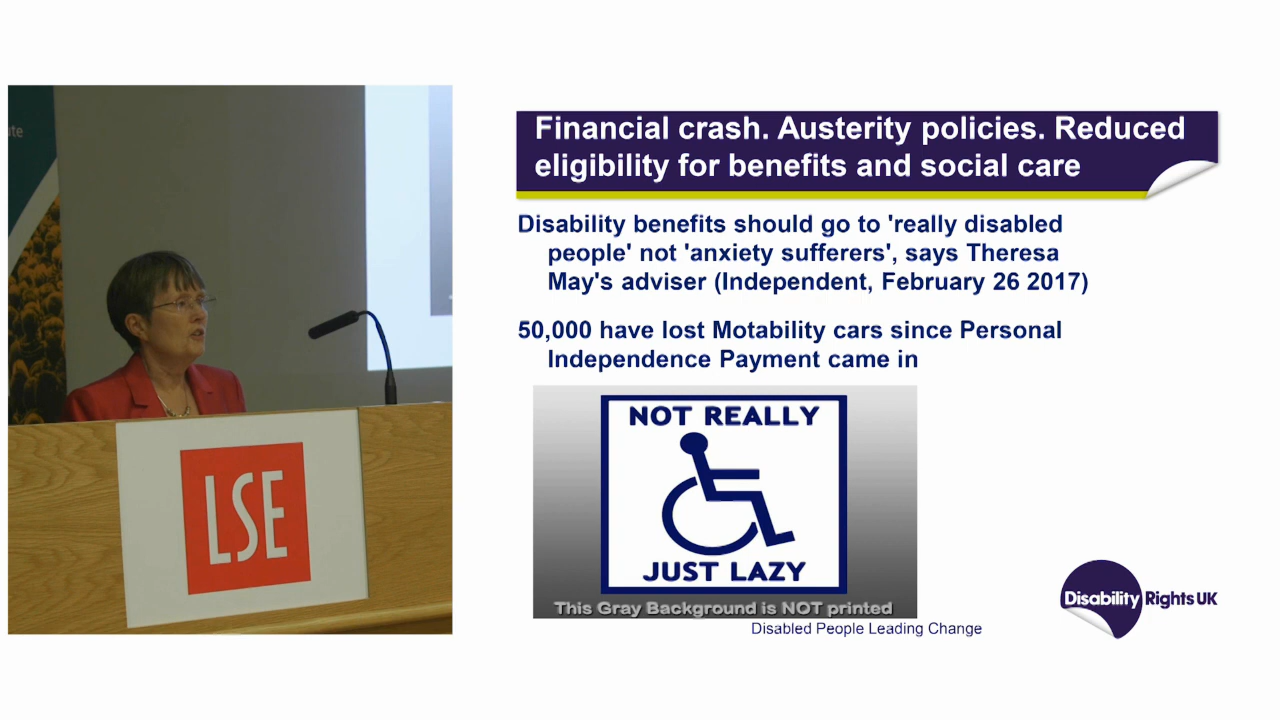 ute
LSE
Financial crash. Austerity policies. Reduced
eligibility for benefits and social care
Disability benefits should go to 'really disabled
people' not 'anxiety sufferers', says Theresa
May's adviser (Independent, February 26 2017)
50,000 have lost Motability cars since Personal
Independence Payment came in
NOT REALLY
JUST LAZY
This Gray Background is NOT printed
Disabled People Leading Change
Disability Rights UK